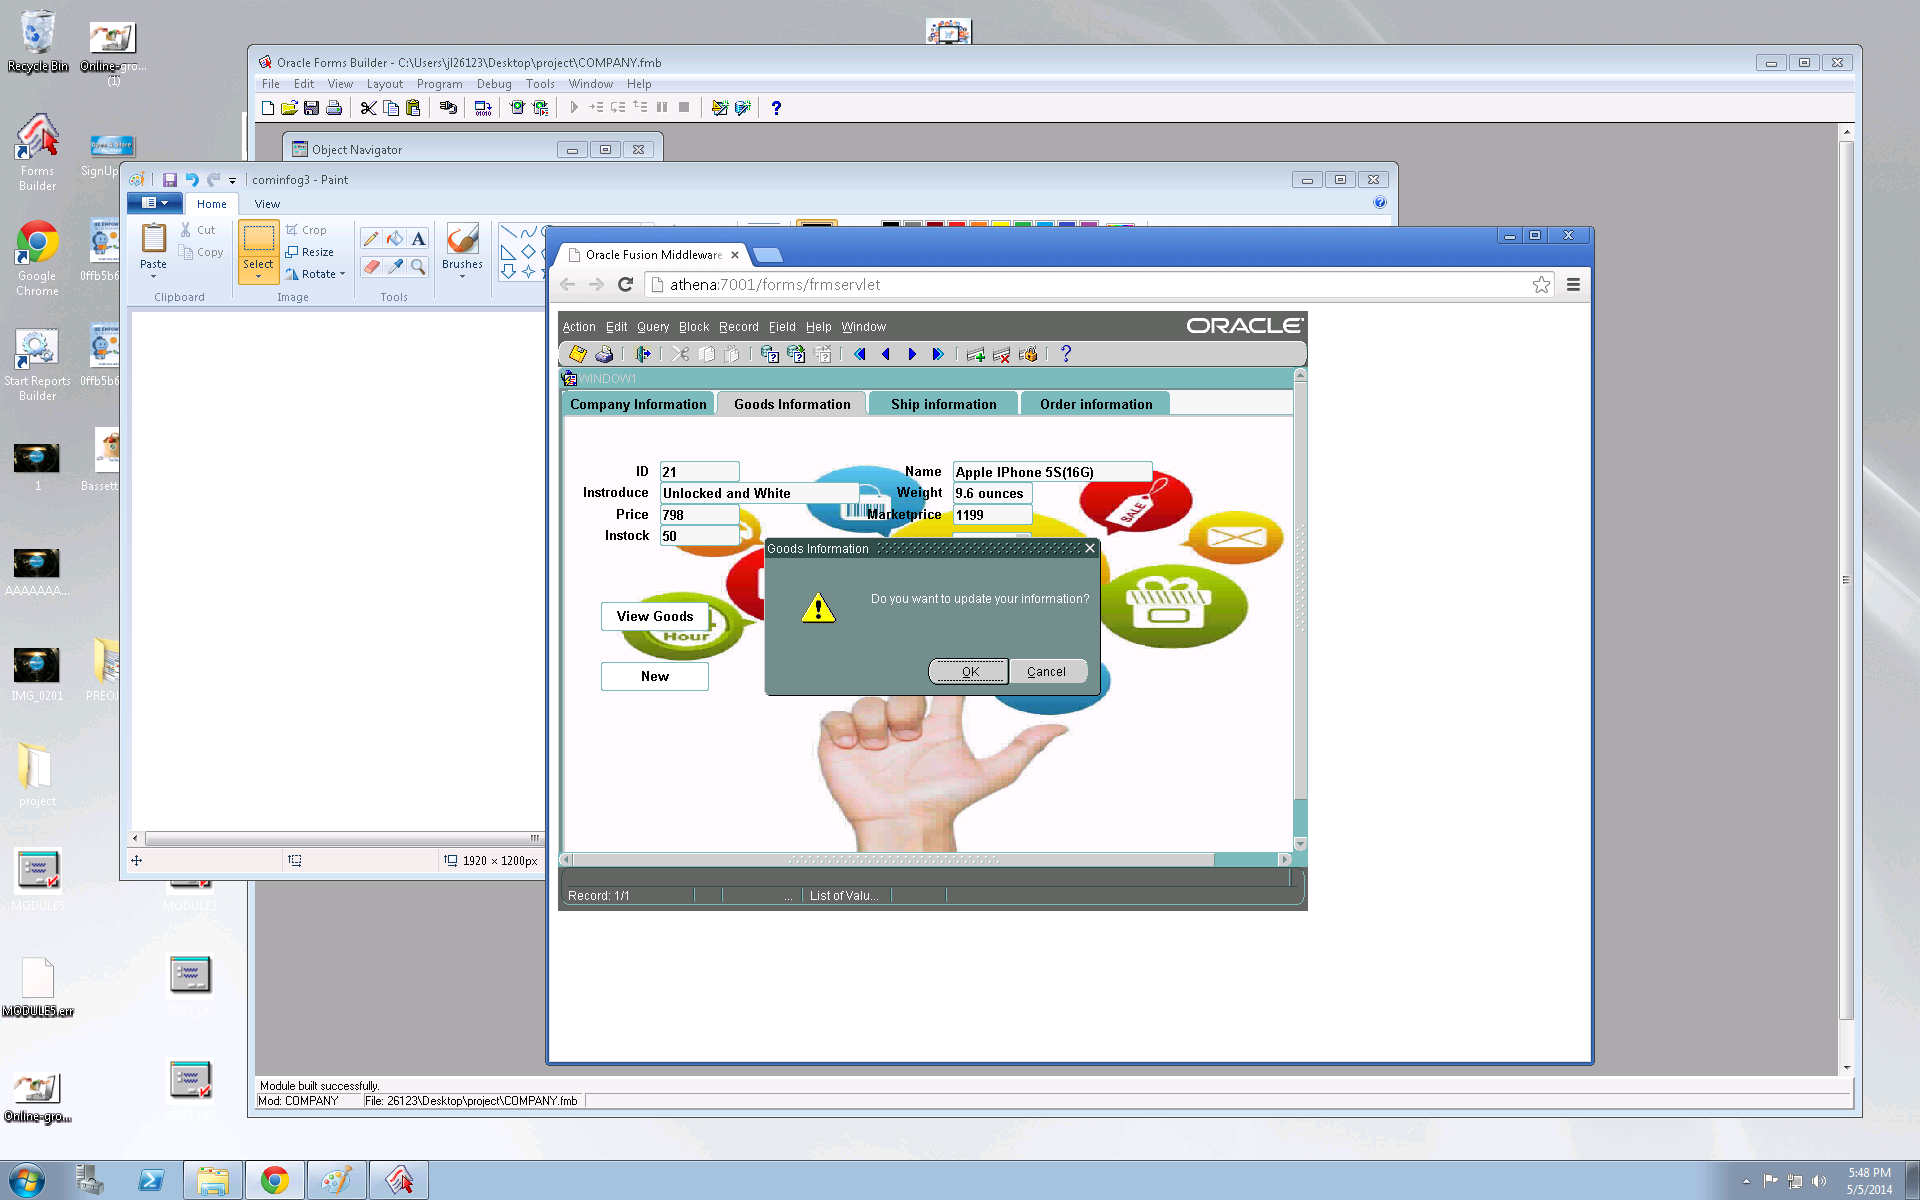 Recycle Bin
Online-gro...
(1)
Forms
Builder
SignUp
Google
Chrome
0ffb5b6
Start Reports
Builder
0ffb5b6
1
Bassett
AAAAAAA...
IMG_0201
PREOJ
project
MODULE5
MODULE3
MODULE5.err
Online-gro...
Oracle Forms Builder - C:\Users\jl26123\Desktop\project\COMPANY.fmb
File Edit View Layout Program Debug Tools Window Help
Object Navigator
cominfog3 - Paint
Home View
Paste
Cut
Copy
Clipboard
Select
Crop
Resize
Rotate
Image
Tools
Brushes
1920 × 1200px
Oracle Fusion Middleware
athena:7001/forms/frmservlet
Action Edit Query Block Record Field Help Window
ORACLE
WINDOW1
Company Information Goods Information Ship information Order information
ID 21 Name Apple IPhone 5S(16G)
Instroduce Unlocked and White Weight 9.6 ounces
Price 798 Marketprice 1199
Instock 50
SALE
View Goods
Hour
New
Goods Information
Do you want to update your information?
OK Cancel
Record: 1/1 ... List of Valu...
Module built successfully.
Mod: COMPANY File: 26123\Desktop\project\COMPANY.fmb
5:48 PM
5/5/2014